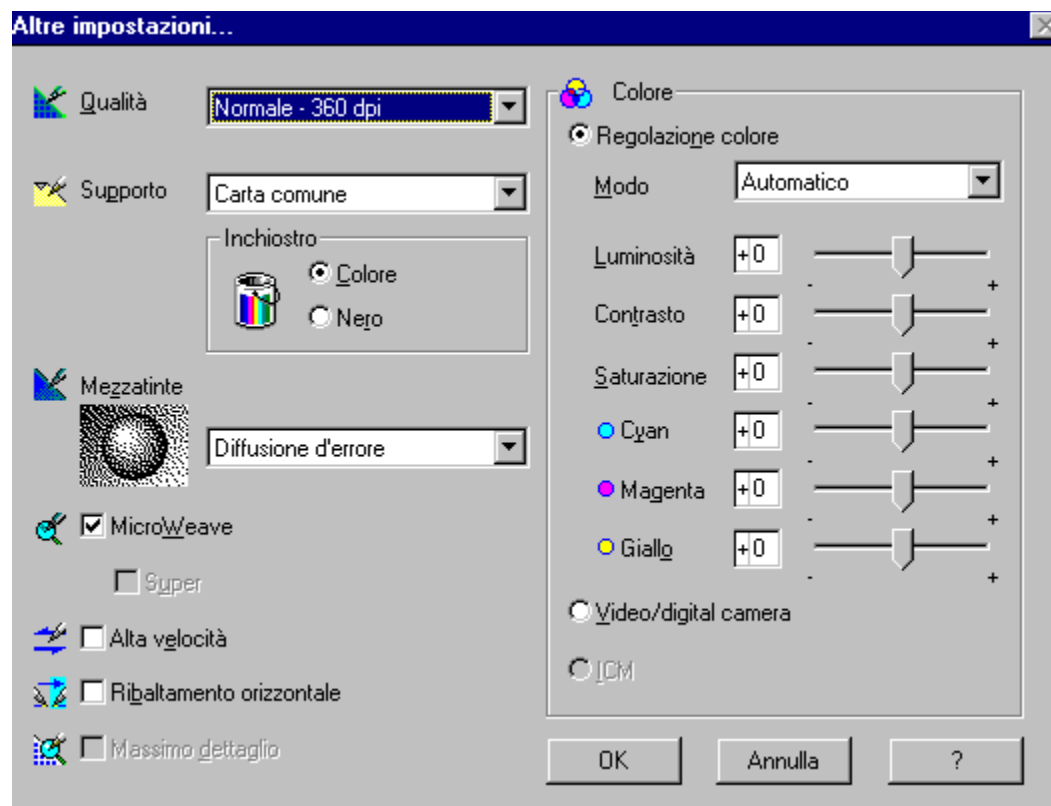 Altre impostazioni...
Qualità
Normale - 360 dpi
Supporto
Carta comune
Inchiostro
Colore
Nero
Mezzatinte
Diffusione d'errore
MicroWeave
Super
Alta velocità
Ribaltamento orizzontale
Massimo dettaglio
Colore
Regolazione colore
Modo
Automatico
Luminosità
+0
- +
Contrasto
+0
- +
Saturazione
+0
- +
Cyan
+0
- +
Magenta
+0
- +
Giallo
+0
- +
Video/digital camera
ICM
OK
Annulla
?